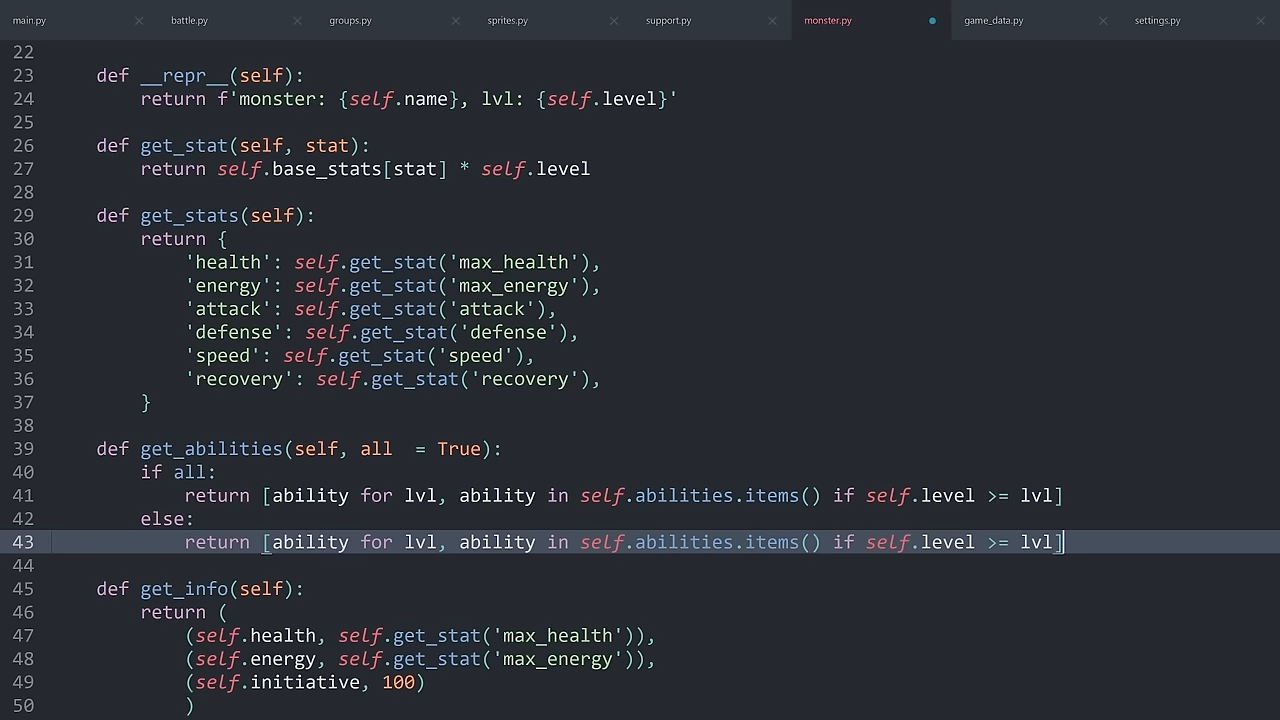 main.py battle.py groups.py sprites.py support.py monster.py game_data.py settings.py
22
23 def __repr__(self):
24 return f'monster: {self.name}, lvl: {self.level}'
25
26 def get_stat(self, stat):
27 return self.base_stats[stat] * self.level
28
29 def get_stats(self):
30 return {
31 'health': self.get_stat('max_health'),
32 'energy': self.get_stat('max_energy'),
33 'attack': self.get_stat('attack'),
34 'defense': self.get_stat('defense'),
35 'speed': self.get_stat('speed'),
36 'recovery': self.get_stat('recovery'),
37 }
38
39 def get_abilities(self, all  = True):
40 if all:
41 return [ability for lvl, ability in self.abilities.items() if self.level >= lvl]
42 else:
43 return [ability for lvl, ability in self.abilities.items() if self.level >= lvl]
44
45 def get_info(self):
46 return (
47 (self.health, self.get_stat('max_health')),
48 (self.energy, self.get_stat('max_energy')),
49 (self.initiative, 100)
50 )